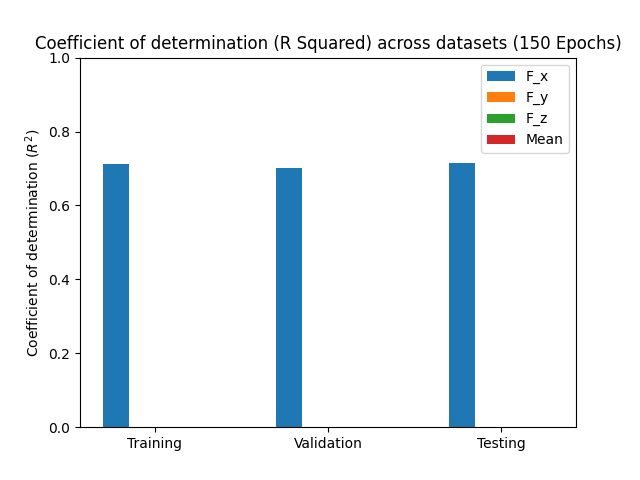 Coefficient of determination (R Squared) across datasets (150 Epochs)
1.0
0.8
0.6
0.4
0.2
0.0
Coefficient of determination (R²)
F_x
F_y
F_z
Mean
Training
Validation
Testing